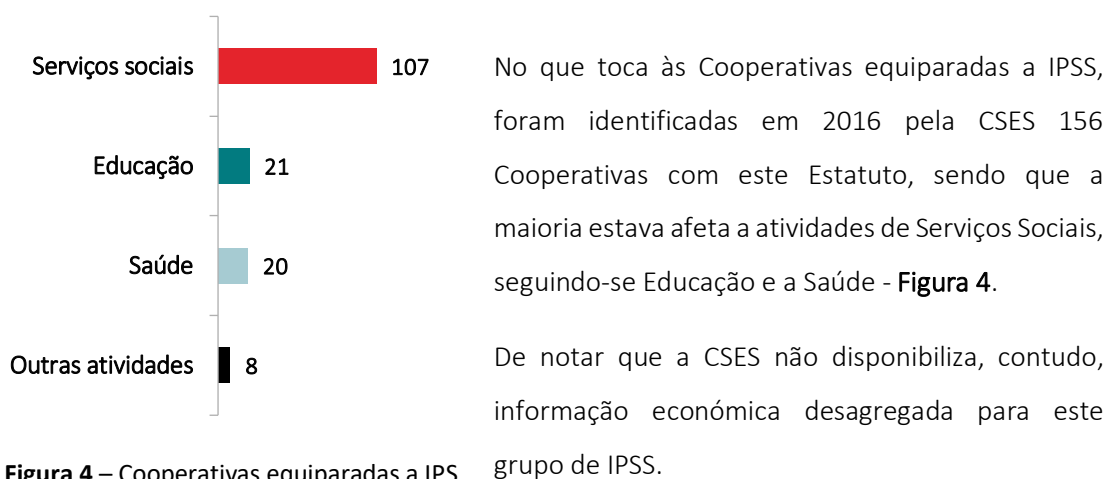 Serviços sociais 107
Educação 21
Saúde 20
Outras atividades 8
Figura 4 – Cooperativas equiparadas a IPS
No que toca às Cooperativas equiparadas a IPSS,
foram identificadas em 2016 pela CSES 156
Cooperativas com este Estatuto, sendo que a
maioria estava afeta a atividades de Serviços Sociais,
seguindo-se Educação e a Saúde - Figura 4.
De notar que a CSES não disponibiliza, contudo,
informação económica desagregada para este
grupo de IPSS.